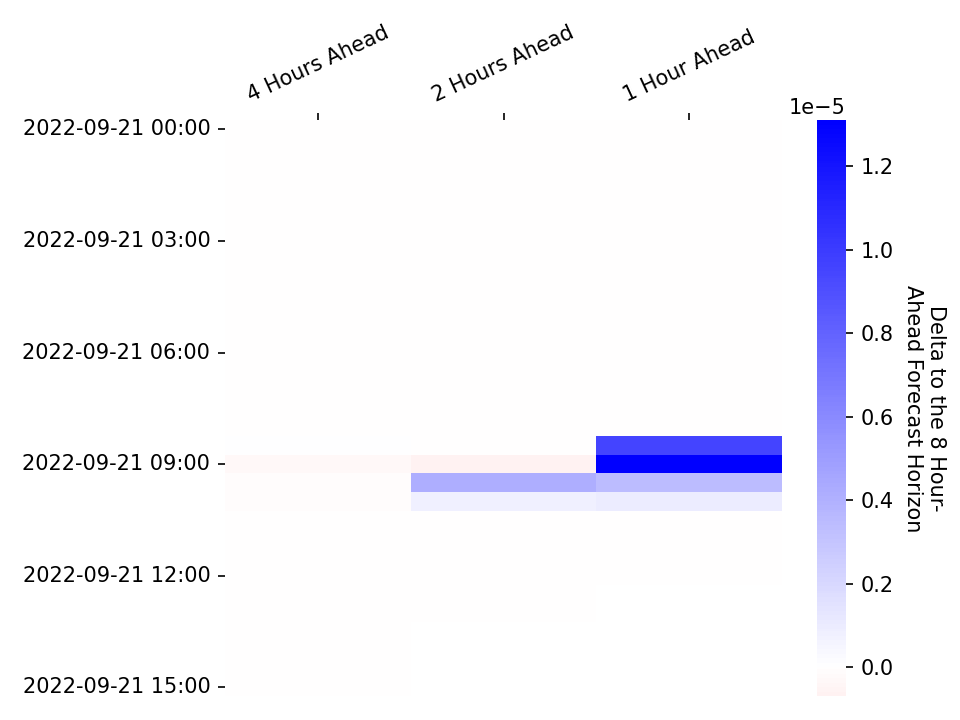 4 Hours Ahead
2 Hours Ahead
1 Hour Ahead
2022-09-21 00:00
2022-09-21 03:00
2022-09-21 06:00
2022-09-21 09:00
2022-09-21 12:00
2022-09-21 15:00
1e−5
1.2
1.0
0.8
0.6
0.4
0.2
0.0
Delta to the 8 Hour-
Ahead Forecast Horizon